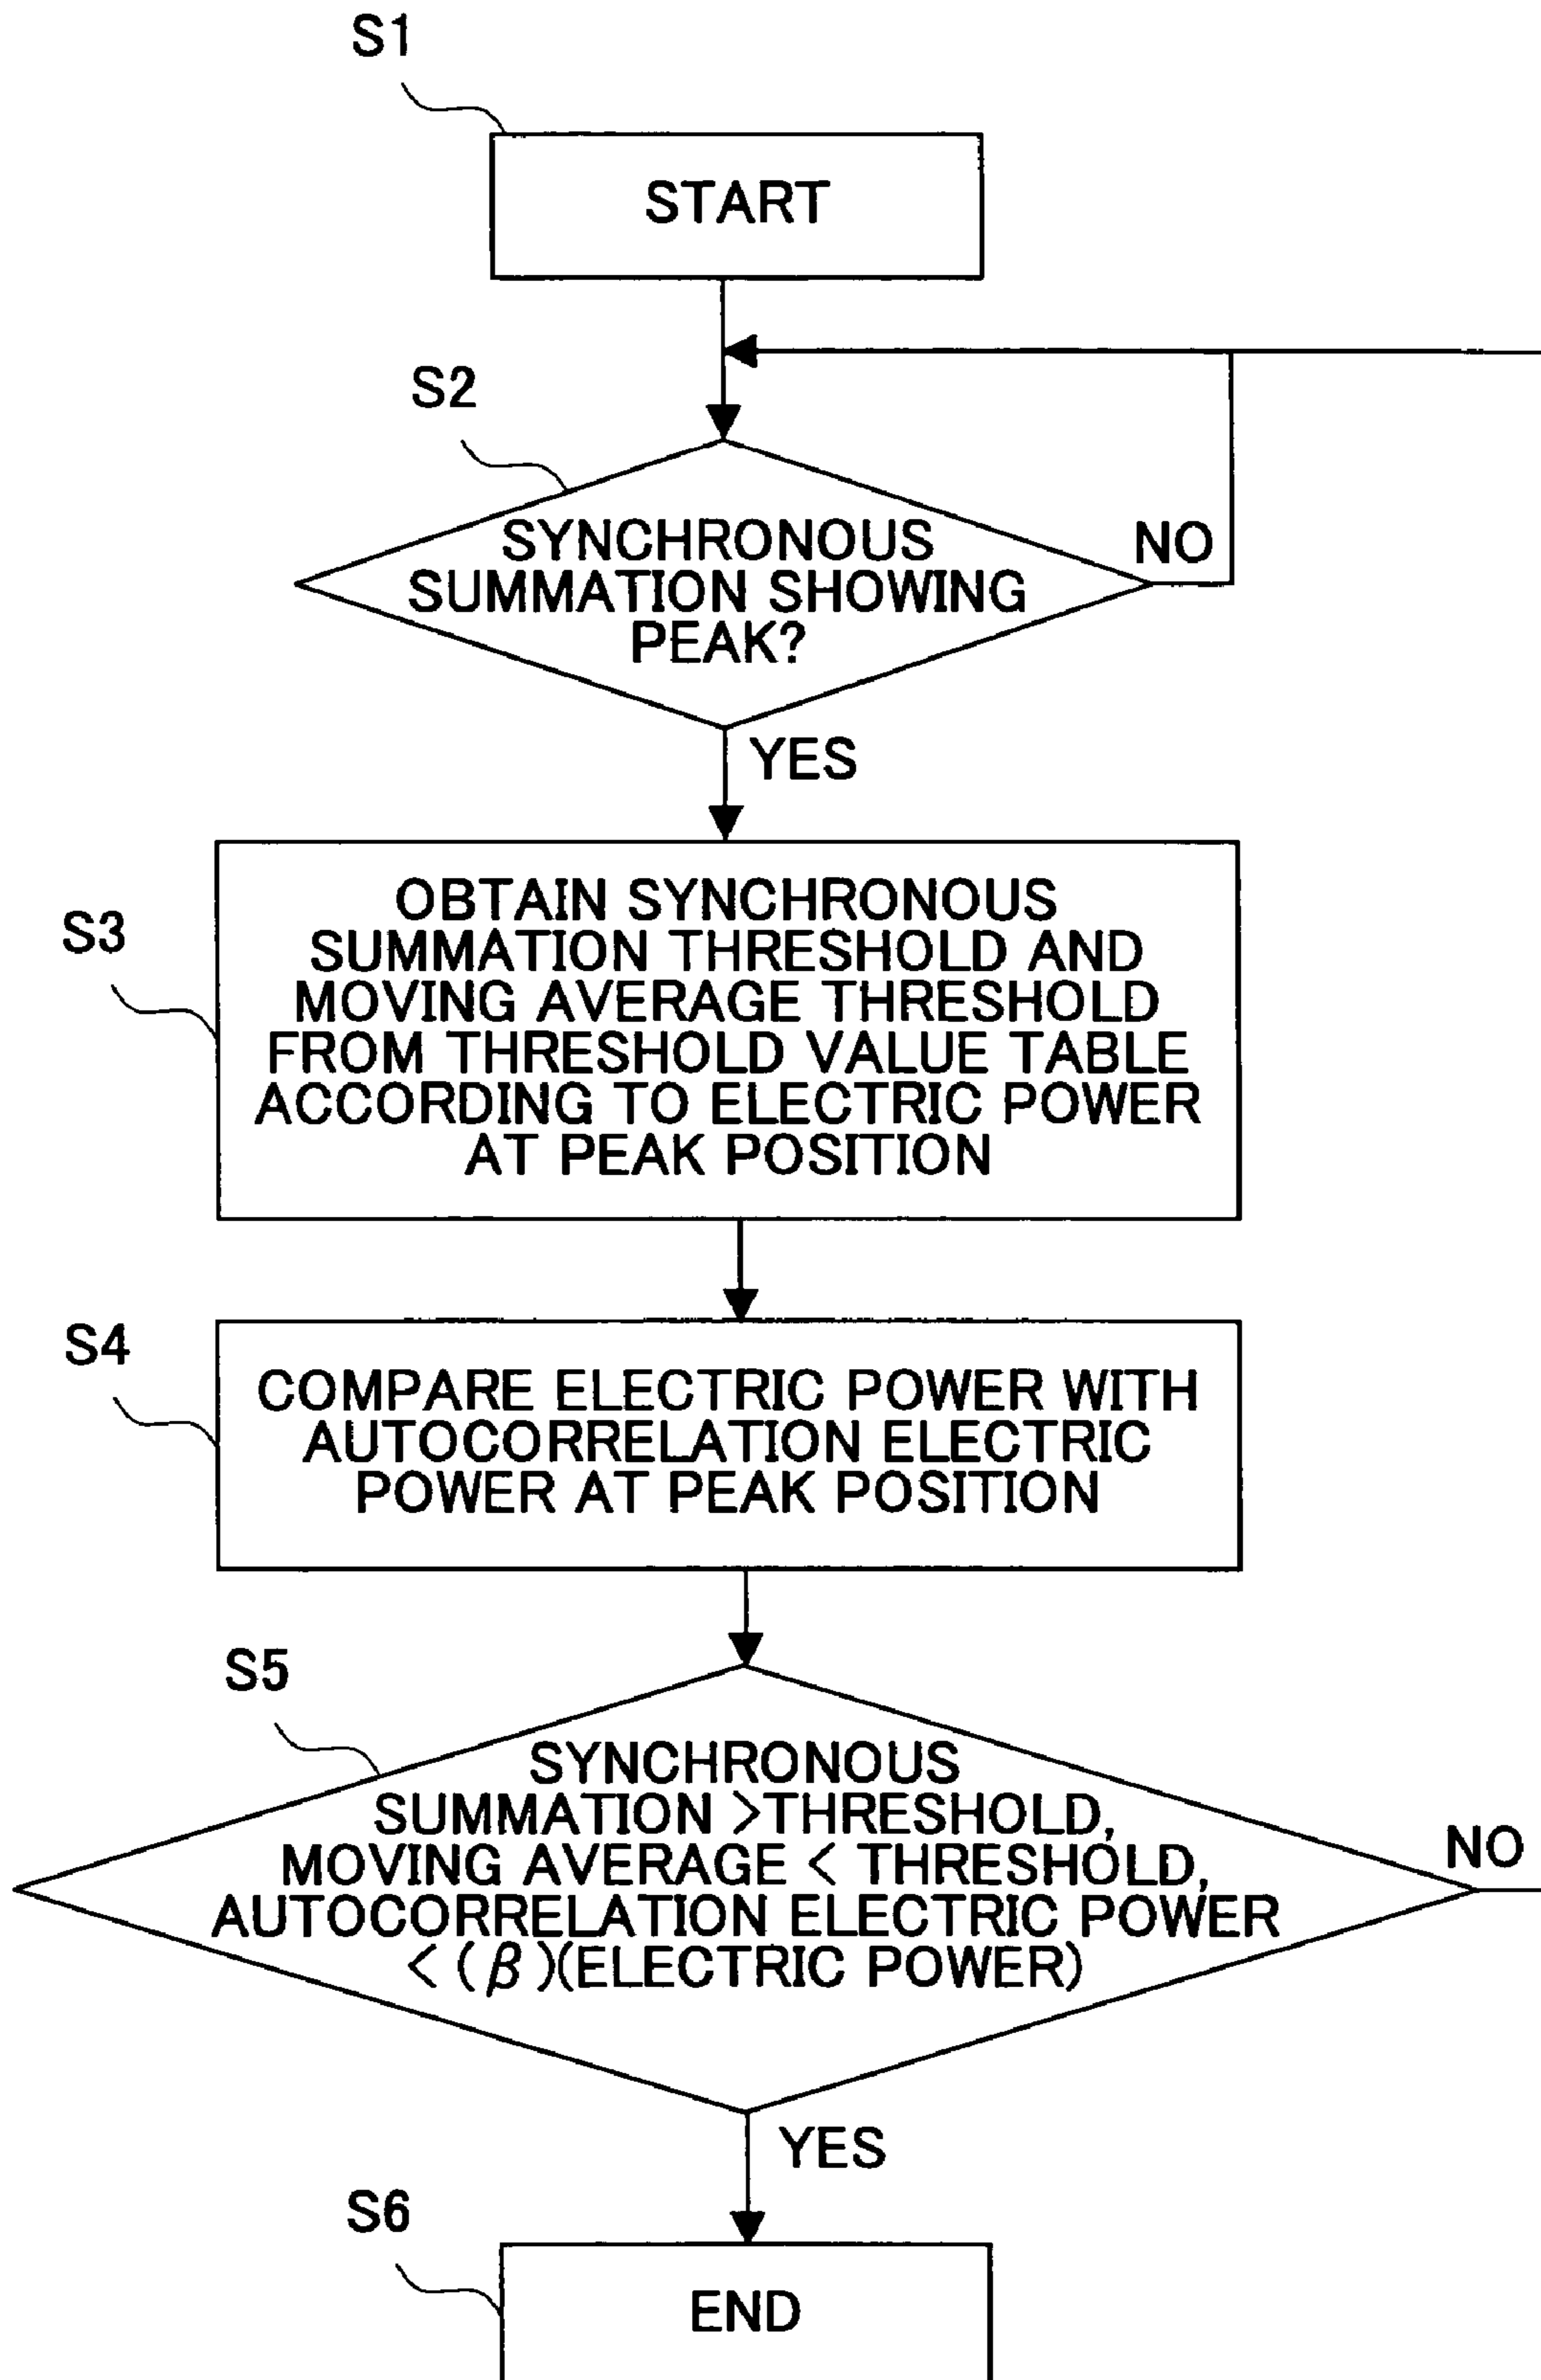 S1
START
S2
SYNCHRONOUS
SUMMATION SHOWING
PEAK?
NO
YES
S3
OBTAIN SYNCHRONOUS
SUMMATION THRESHOLD AND
MOVING AVERAGE THRESHOLD
FROM THRESHOLD VALUE TABLE
ACCORDING TO ELECTRIC POWER
AT PEAK POSITION
S4
COMPARE ELECTRIC POWER WITH
AUTOCORRELATION ELECTRIC
POWER AT PEAK POSITION
S5
SYNCHRONOUS
SUMMATION >THRESHOLD,
MOVING AVERAGE < THRESHOLD,
AUTOCORRELATION ELECTRIC POWER
< (β)(ELECTRIC POWER)
NO
YES
S6
END